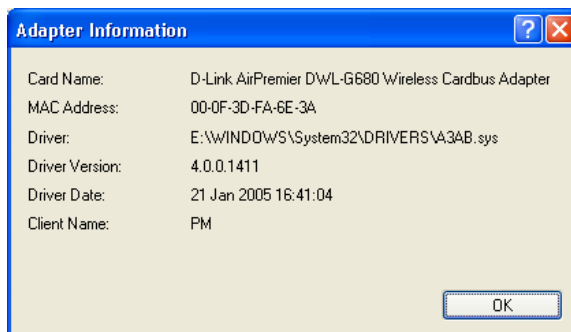 Adapter Information
Card Name: D-Link AirPremier DWL-G680 Wireless Cardbus Adapter
MAC Address: 00-0F-3D-FA-6E-3A
Driver: E:\WINDOWS\System32\DRIVERS\A3AB.sys
Driver Version: 4.0.0.1411
Driver Date: 21 Jan 2005 16:41:04
Client Name: PM
OK